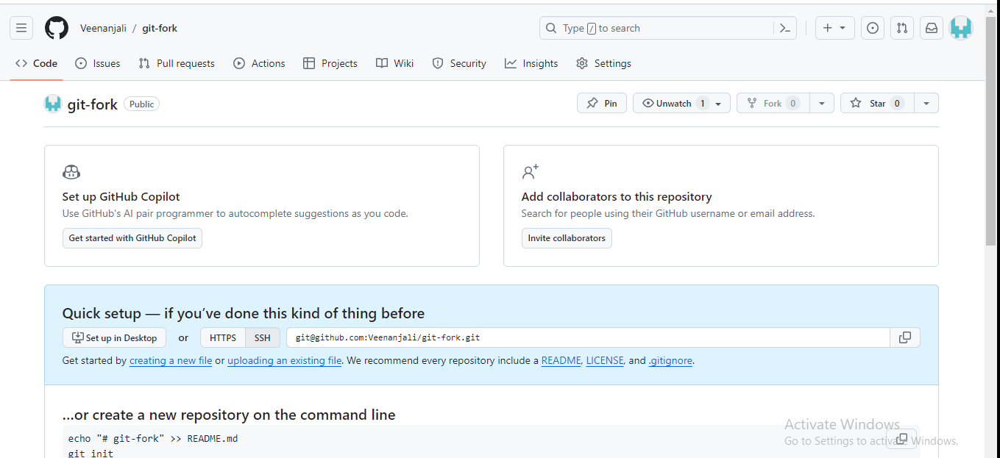 Veenanjali / git-fork
Type / to search
Code
Issues
Pull requests
Actions
Projects
Wiki
Security
Insights
Settings
git-fork Public
Pin
Unwatch 1
Fork 0
Star 0
Set up GitHub Copilot
Use GitHub's AI pair programmer to autocomplete suggestions as you code.
Get started with GitHub Copilot
Add collaborators to this repository
Search for people using their GitHub username or email address.
Invite collaborators
Quick setup — if you've done this kind of thing before
Set up in Desktop or HTTPS SSH git@github.com:Veenanjali/git-fork.git
Get started by creating a new file or uploading an existing file. We recommend every repository include a README, LICENSE, and .gitignore.
...or create a new repository on the command line
echo "# git-fork" >> README.md
git init
Activate Windows
Go to Settings to activate Windows.